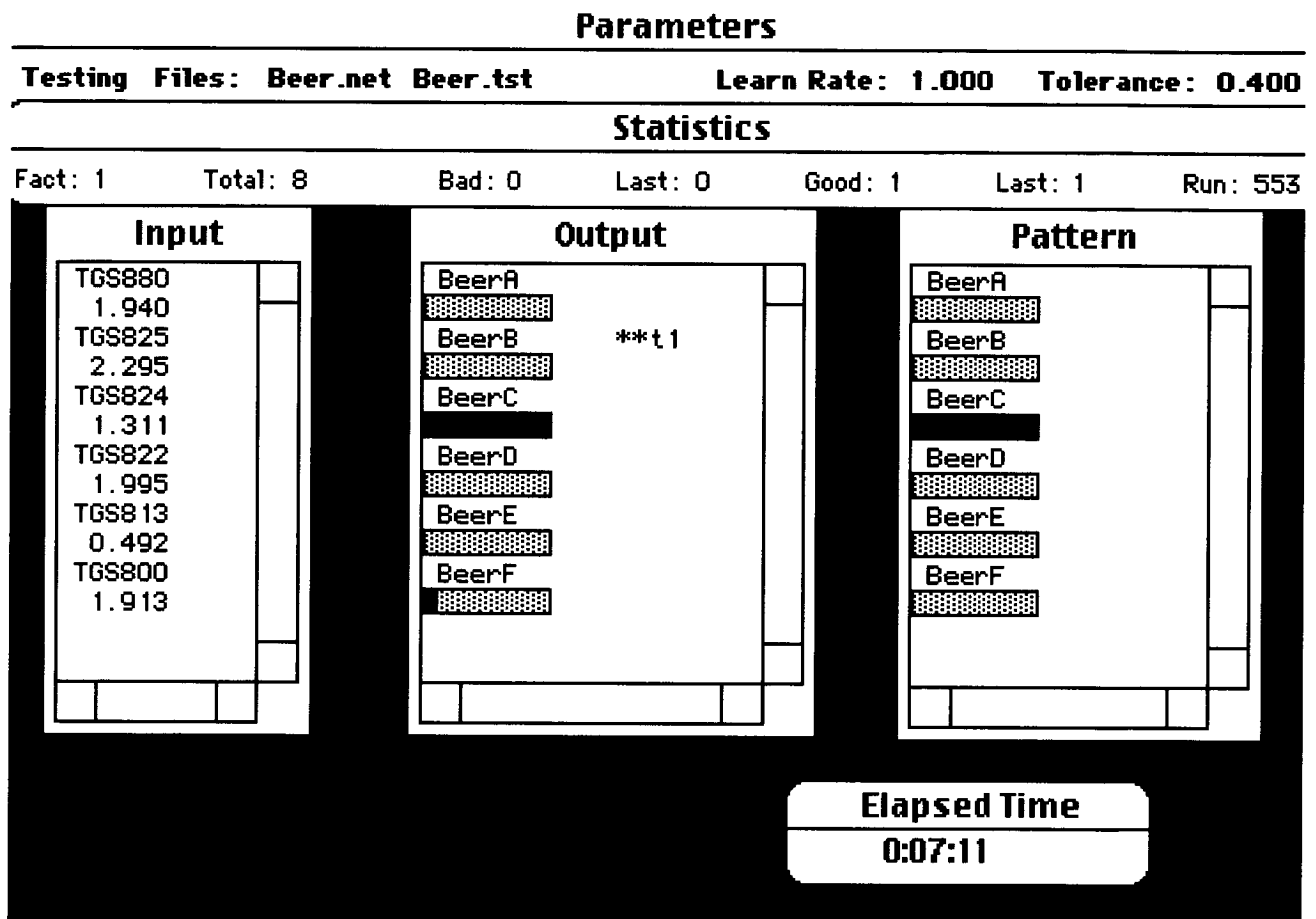 Parameters
Testing Files: Beer.net Beer.tst Learn Rate: 1.000 Tolerance: 0.400
Statistics
Fact: 1 Total: 8 Bad: 0 Last: 0 Good: 1 Last: 1 Run: 553
Input
TGS880
1.940
TGS825
2.295
TGS824
1.311
TGS822
1.995
TGS813
0.492
TGS800
1.913
Output
BeerA
BeerB **t1
BeerC
BeerD
BeerE
BeerF
Pattern
BeerA
BeerB
BeerC
BeerD
BeerE
BeerF
Elapsed Time
0:07:11